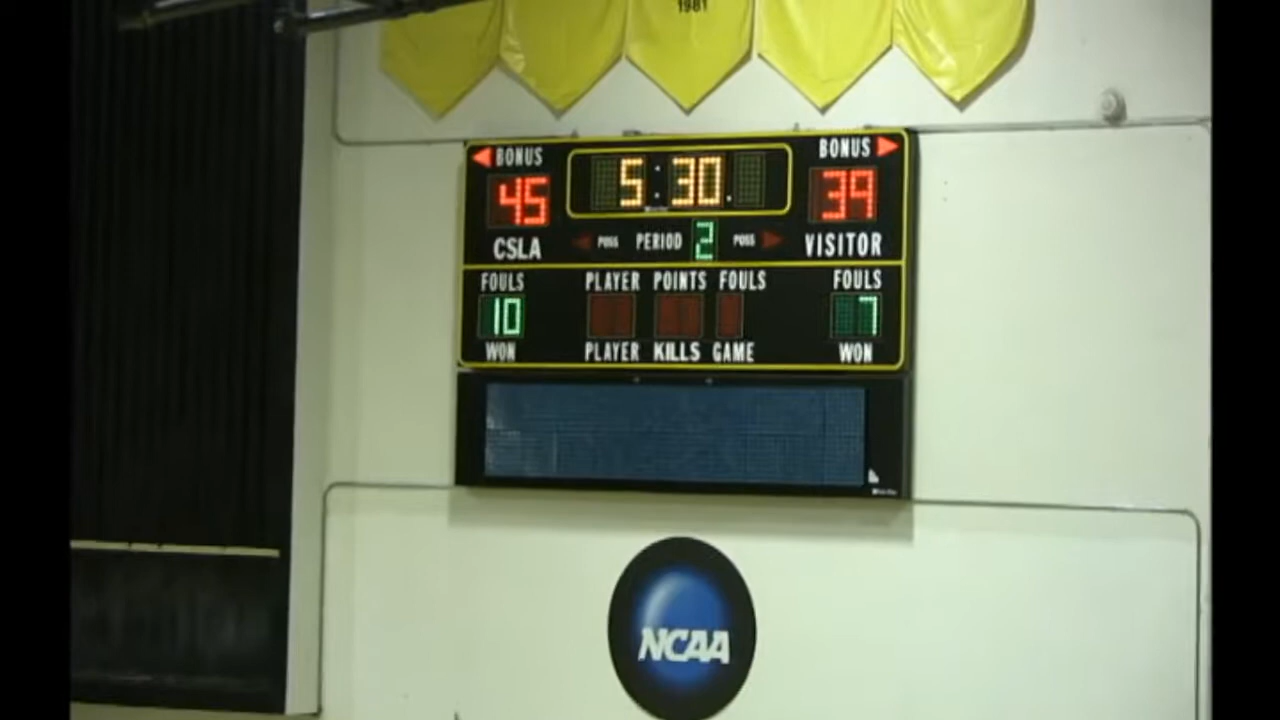 1981
BONUS 5:30 BONUS
45 39
CSLA POSS PERIOD 2 POSS VISITOR
FOULS PLAYER POINTS FOULS FOULS
10 7
WON PLAYER KILLS GAME WON
NCAA